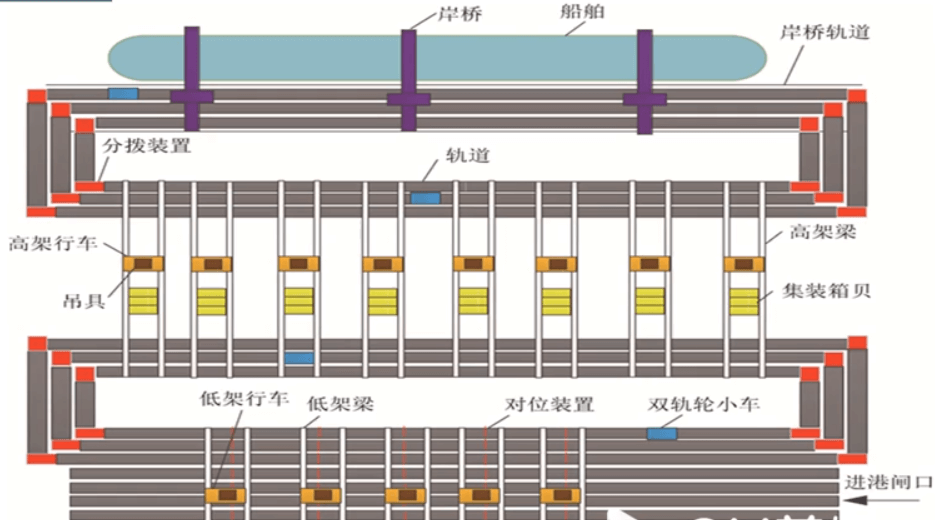 岸桥
船舶
岸桥轨道
分拨装置
轨道
高架行车
高架梁
吊具
集装箱贝
低架行车
低架梁
对位装置
双轨轮小车
进港闸口